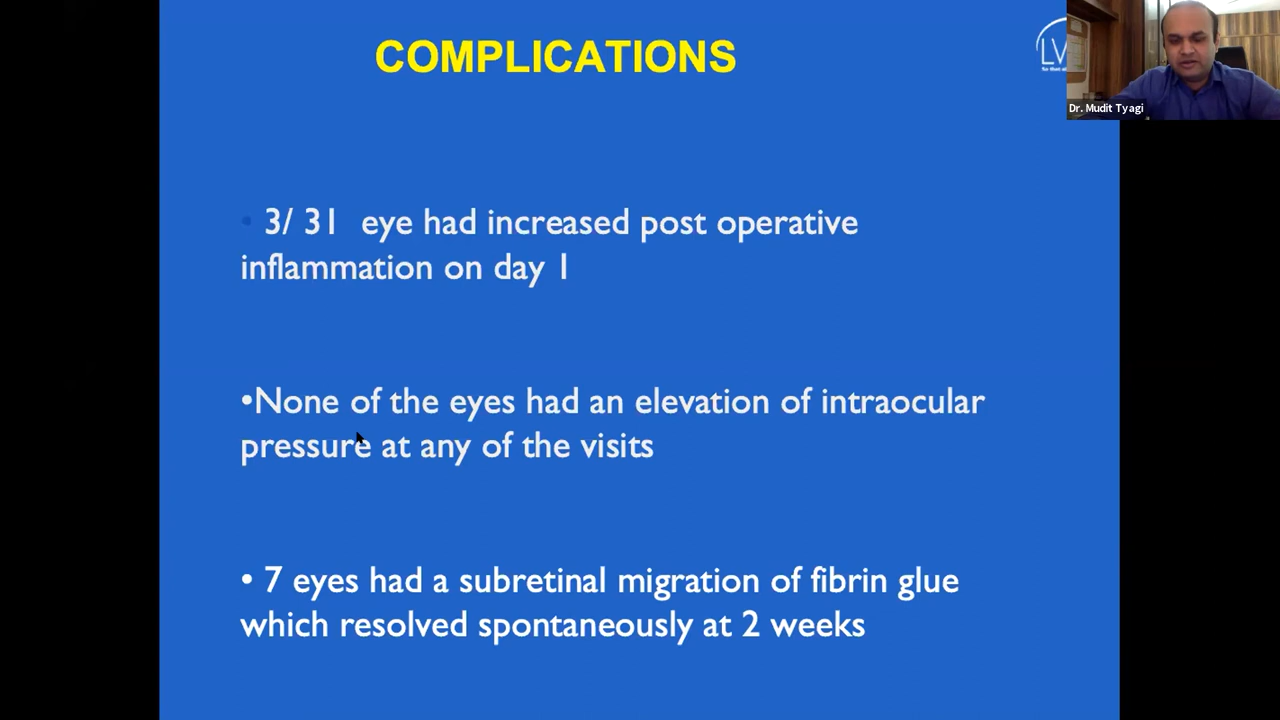 COMPLICATIONS
LV
Dr. Mudit Tyagi
• 3/ 31 eye had increased post operative
inflammation on day 1
•None of the eyes had an elevation of intraocular
pressure at any of the visits
• 7 eyes had a subretinal migration of fibrin glue
which resolved spontaneously at 2 weeks